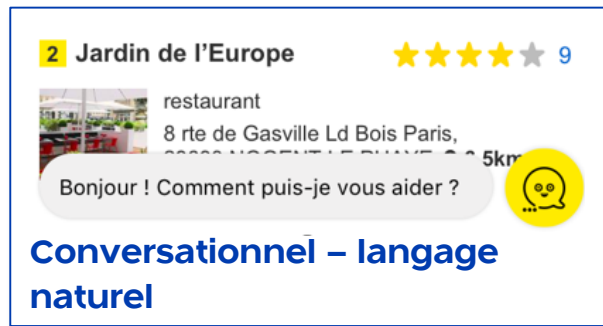 2 Jardin de l’Europe 9
restaurant
8 rte de Gasville Ld Bois Paris,
5km
Bonjour ! Comment puis-je vous aider ?
Conversationnel – langage
naturel